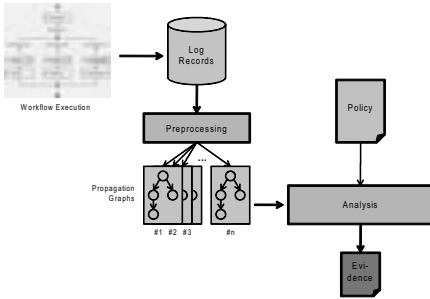 Workflow Execution
Log
Records
Preprocessing
...
Propagation
Graphs
#1 #2 #3
#n
Policy
Analysis
Evi-
dence